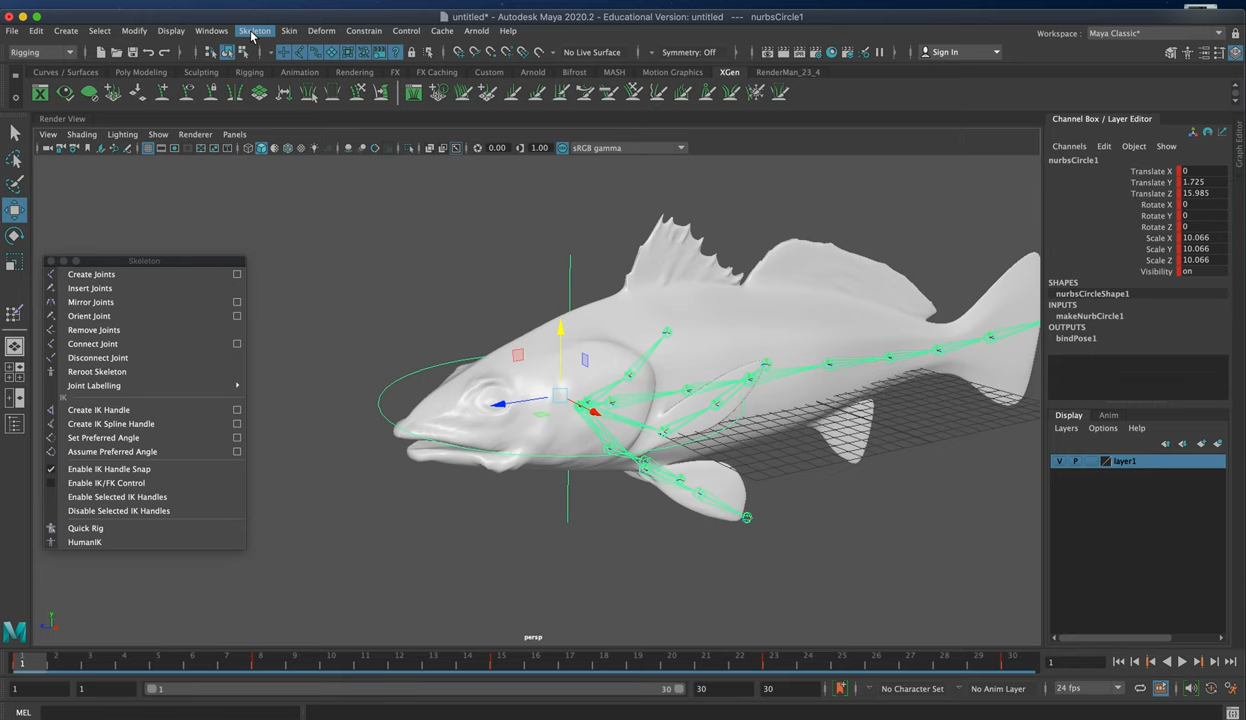 untitled* - Autodesk Maya 2020.2 - Educational Version: untitled --- nurbsCircle1
File Edit Create Select Modify Display Windows Skeleton Skin Deform Constrain Control Cache Arnold Help
Workspace : Maya Classic*
Rigging No Live Surface Symmetry: Off Sign In
Curves / Surfaces Poly Modeling Sculpting Rigging Animation Rendering FX FX Caching Custom Arnold Bifrost MASH Motion Graphics XGen RenderMan_23_4
Render View
Channel Box / Layer Editor
View Shading Lighting Show Renderer Panels
0.00 1.00 sRGB gamma
Channels Edit Object Show
nurbsCircle1
Translate X 0
Translate Y 1.725
Translate Z 15.985
Rotate X 0
Rotate Y 0
Rotate Z 0
Scale X 10.066
Scale Y 10.066
Scale Z 10.066
Visibility on
SHAPES
nurbsCircleShape1
INPUTS
makeNurbCircle1
OUTPUTS
bindPose1
Graph Editor
Skeleton
Create Joints
Insert Joints
Mirror Joints
Orient Joint
Remove Joints
Connect Joint
Disconnect Joint
Reroot Skeleton
Joint Labelling
IK
Create IK Handle
Create IK Spline Handle
Set Preferred Angle
Assume Preferred Angle
Enable IK Handle Snap
Enable IK/FK Control
Enable Selected IK Handles
Disable Selected IK Handles
Quick Rig
HumanIK
Display Anim
Layers Options Help
V P layer1
persp
1 2 3 4 5 6 7 8 9 10 11 12 13 14 15 16 17 18 19 20 21 22 23 24 25 26 27 28 29 30
1
1
1 1 1 30 30 30 No Character Set No Anim Layer 24 fps
MEL